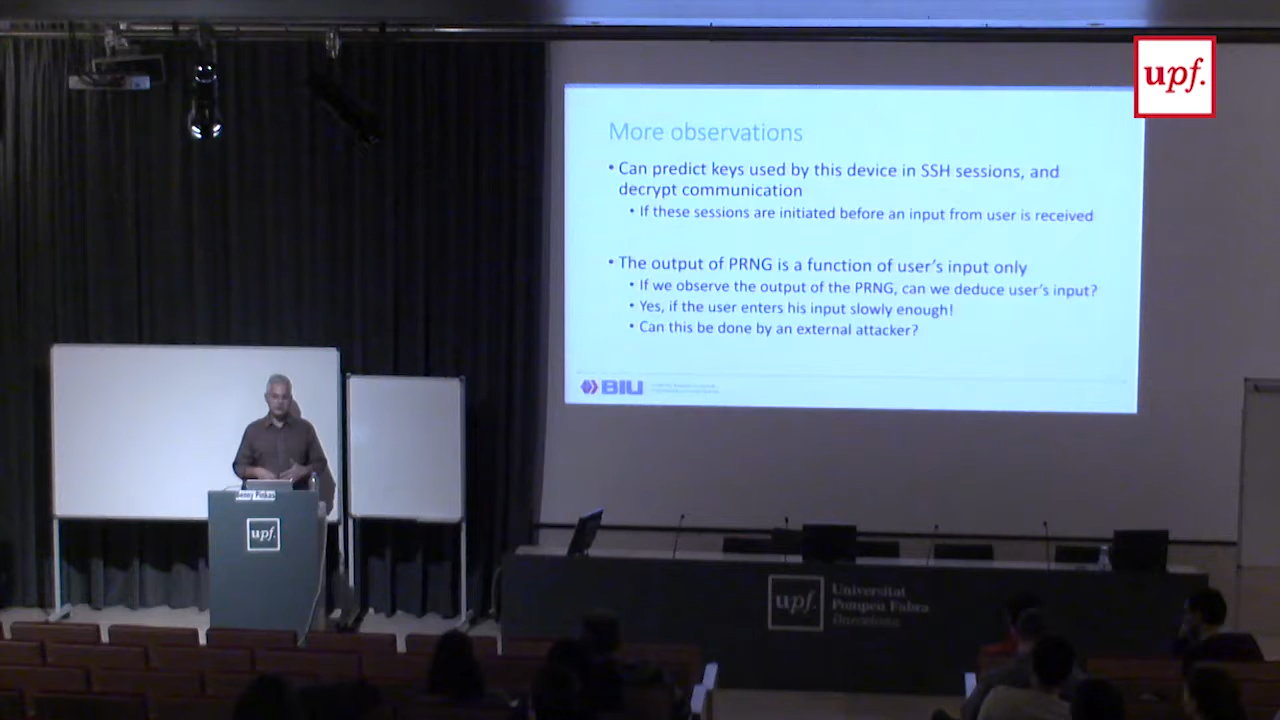 upf.
More observations
• Can predict keys used by this device in SSH sessions, and
decrypt communication
• If these sessions are initiated before an input from user is received
• The output of PRNG is a function of user's input only
• If we observe the output of the PRNG, can we deduce user's input?
• Yes, if the user enters his input slowly enough!
• Can this be done by an external attacker?
BIU
Benny Pinkas
upf.
upf.
Universitat
Pompeu Fabra
Barcelona